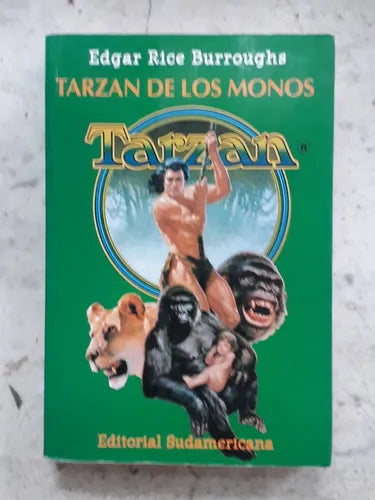 Edgar Rice Burroughs
TARZAN DE LOS MONOS
Tarzan®
Editorial Sudamericana